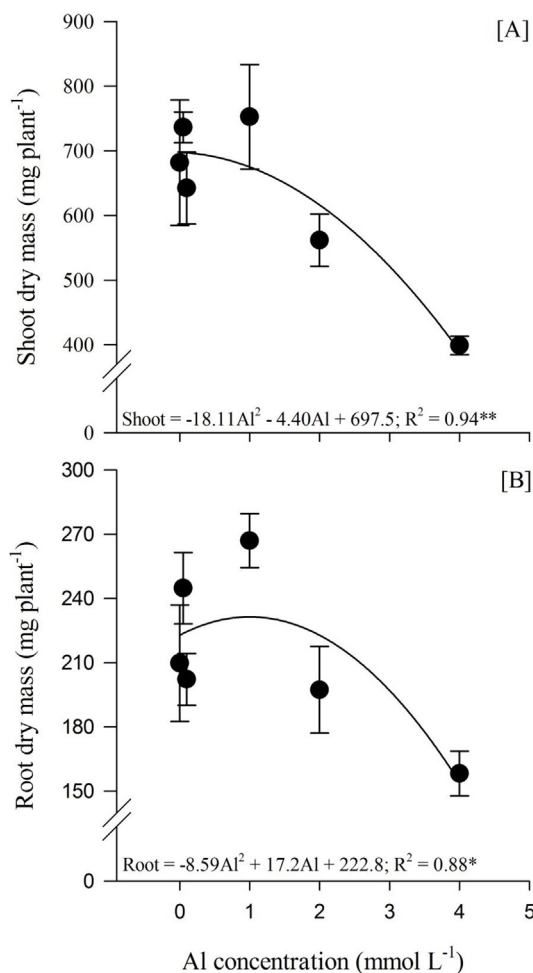 [A]
900
800
700
600
500
400
0
Shoot dry mass (mg plant-1)
Shoot = -18.11Al2 - 4.40Al + 697.5; R2 = 0.94**
[B]
300
270
240
210
180
150
0
Root dry mass (mg plant-1)
Root = -8.59Al2 + 17.2Al + 222.8; R2 = 0.88*
0 1 2 3 4 5
Al concentration (mmol L-1)